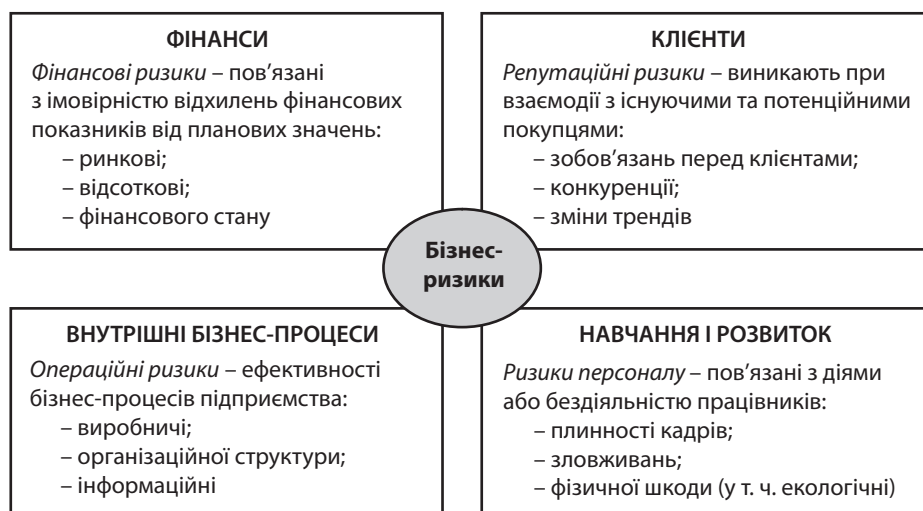 ФІНАНСИ
Фінансові ризики – пов’язані
з імовірністю відхилень фінансових
показників від планових значень:
– ринкові;
– відсоткові;
– фінансового стану
КЛІЄНТИ
Репутаційні ризики – виникають при
взаємодії з існуючими та потенційними
покупцями:
– зобов’язань перед клієнтами;
– конкуренції;
– зміни трендів
Бізнес-
ризики
ВНУТРІШНІ БІЗНЕС-ПРОЦЕСИ
Операційні ризики – ефективності
бізнес-процесів підприємства:
– виробничі;
– організаційної структури;
– інформаційні
НАВЧАННЯ І РОЗВИТОК
Ризики персоналу – пов’язані з діями
або бездіяльністю працівників:
– плинності кадрів;
– зловживань;
– фізичної шкоди (у т. ч. екологічні)